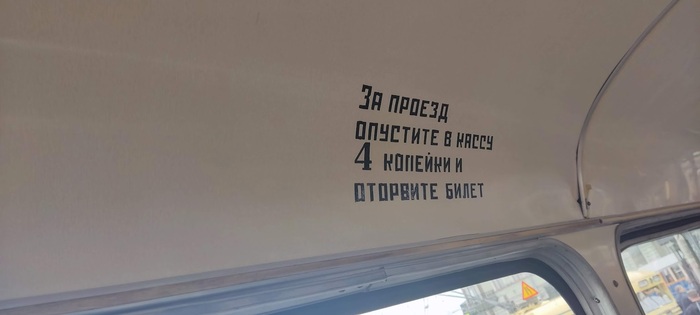 За проезд
опустите в кассу
4 копейки и
оторвите билет